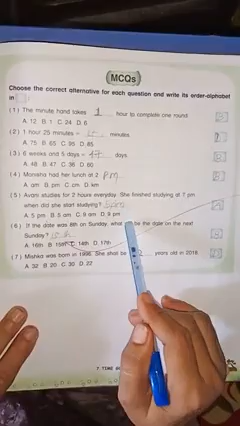 MCQs
Choose the correct alternative for each question and write its order-alphabet
in
(1) The minute hand takes 1 hour to complete one round.
A. 12 B. 1 C. 24 D. 6
(2) 1 hour 25 minutes = minutes.
A. 75 B. 65 C. 95 D. 85
(3) 6 weeks and 5 days = 47 days.
A. 48 B. 47 C. 36 D. 60
(4) Manisha had her lunch at 2 pm
A. am B. pm C. cm D. km
(5) Avani studies for 2 hours everyday. She finished studying at 7 pm
when did she start studying? 5pm
A. 5 pm B. 3 am C. 9 am D. 9 pm
(6) If the date was 8th on Sunday, what be the date on the next
Sunday?
A. 16th B. 15th C. 14th D. 17th
(7) Mishka was born in 1996. She shall be years old in 2018.
A. 32 B. 20 C. 30 D. 22
7. TIME